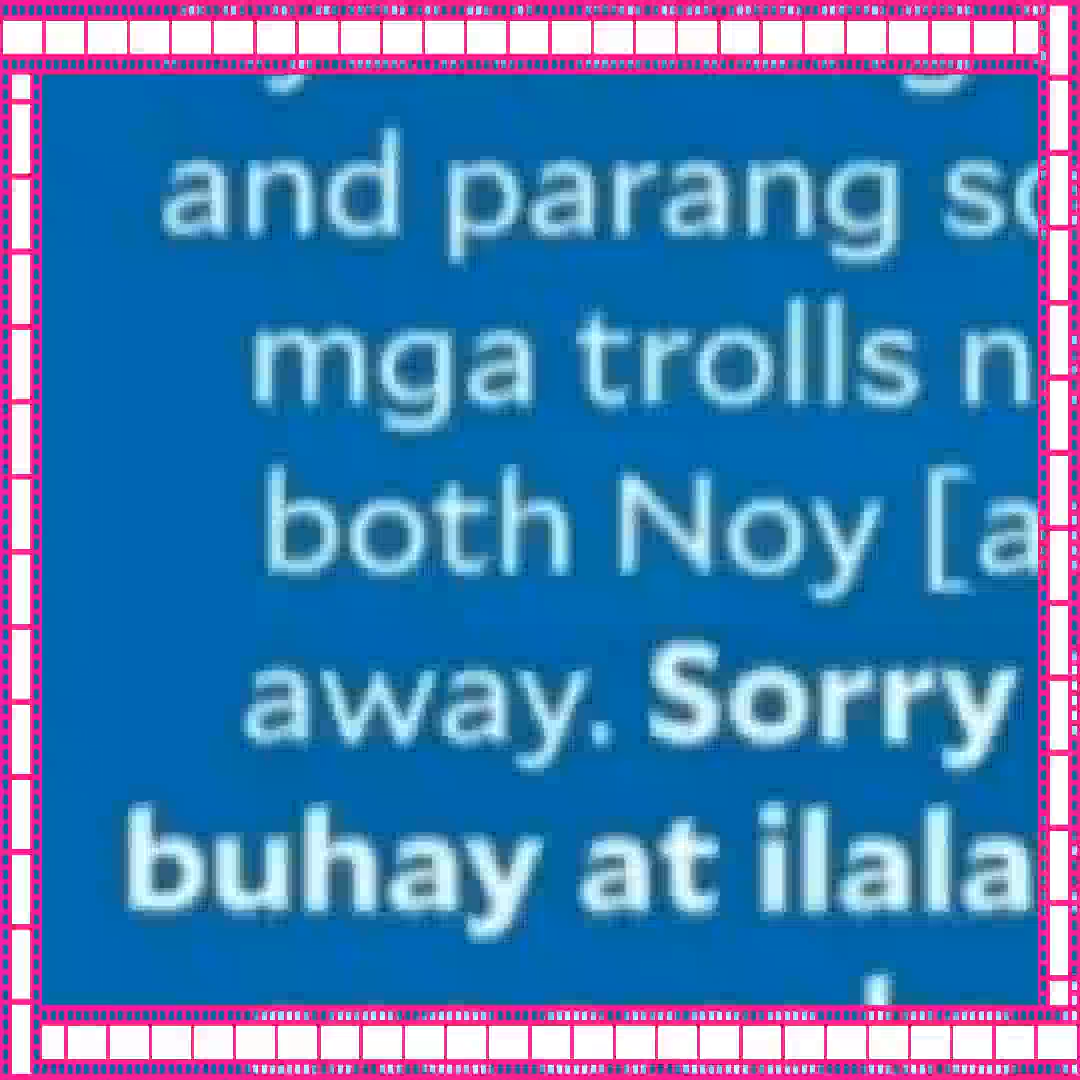 and parang
mga trolls
both Noy
away. Sorry
buhay at